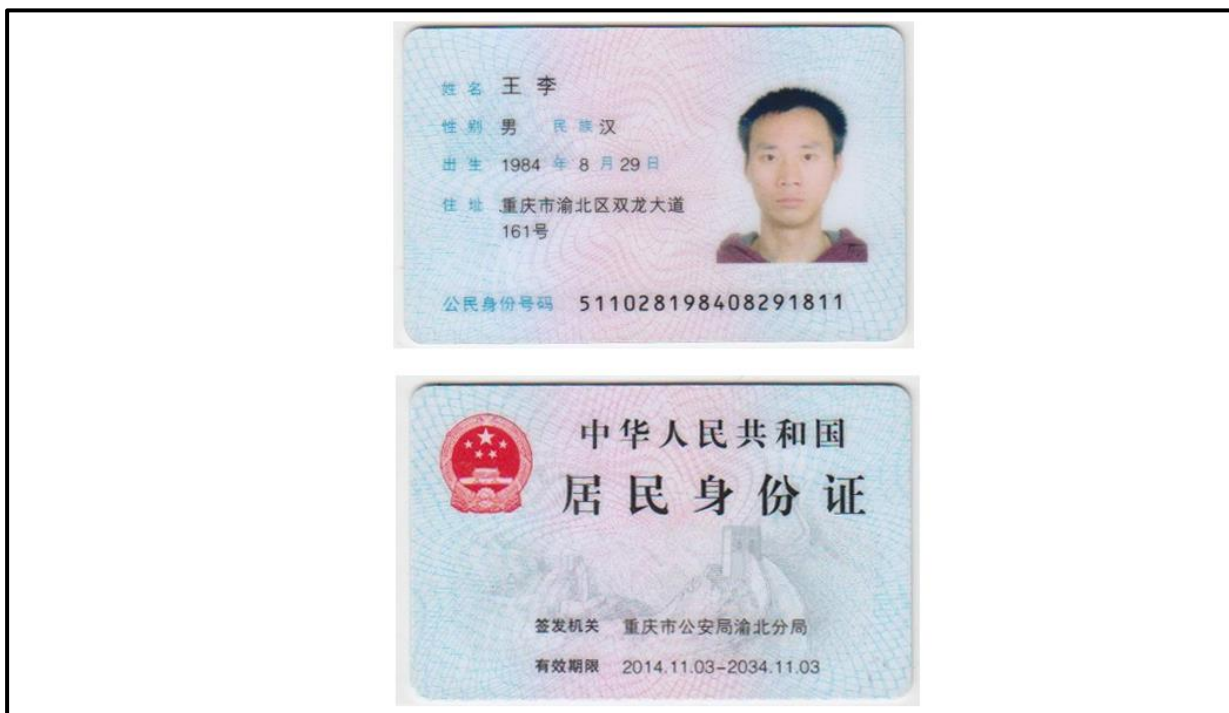 姓名 王李
性别 男 民族 汉
出生 1984 年 8 月 29 日
住址 重庆市渝北区双龙大道
161号
公民身份号码 511028198408291811
中华人民共和国
居民身份证
签发机关 重庆市公安局渝北分局
有效期限 2014.11.03-2034.11.03